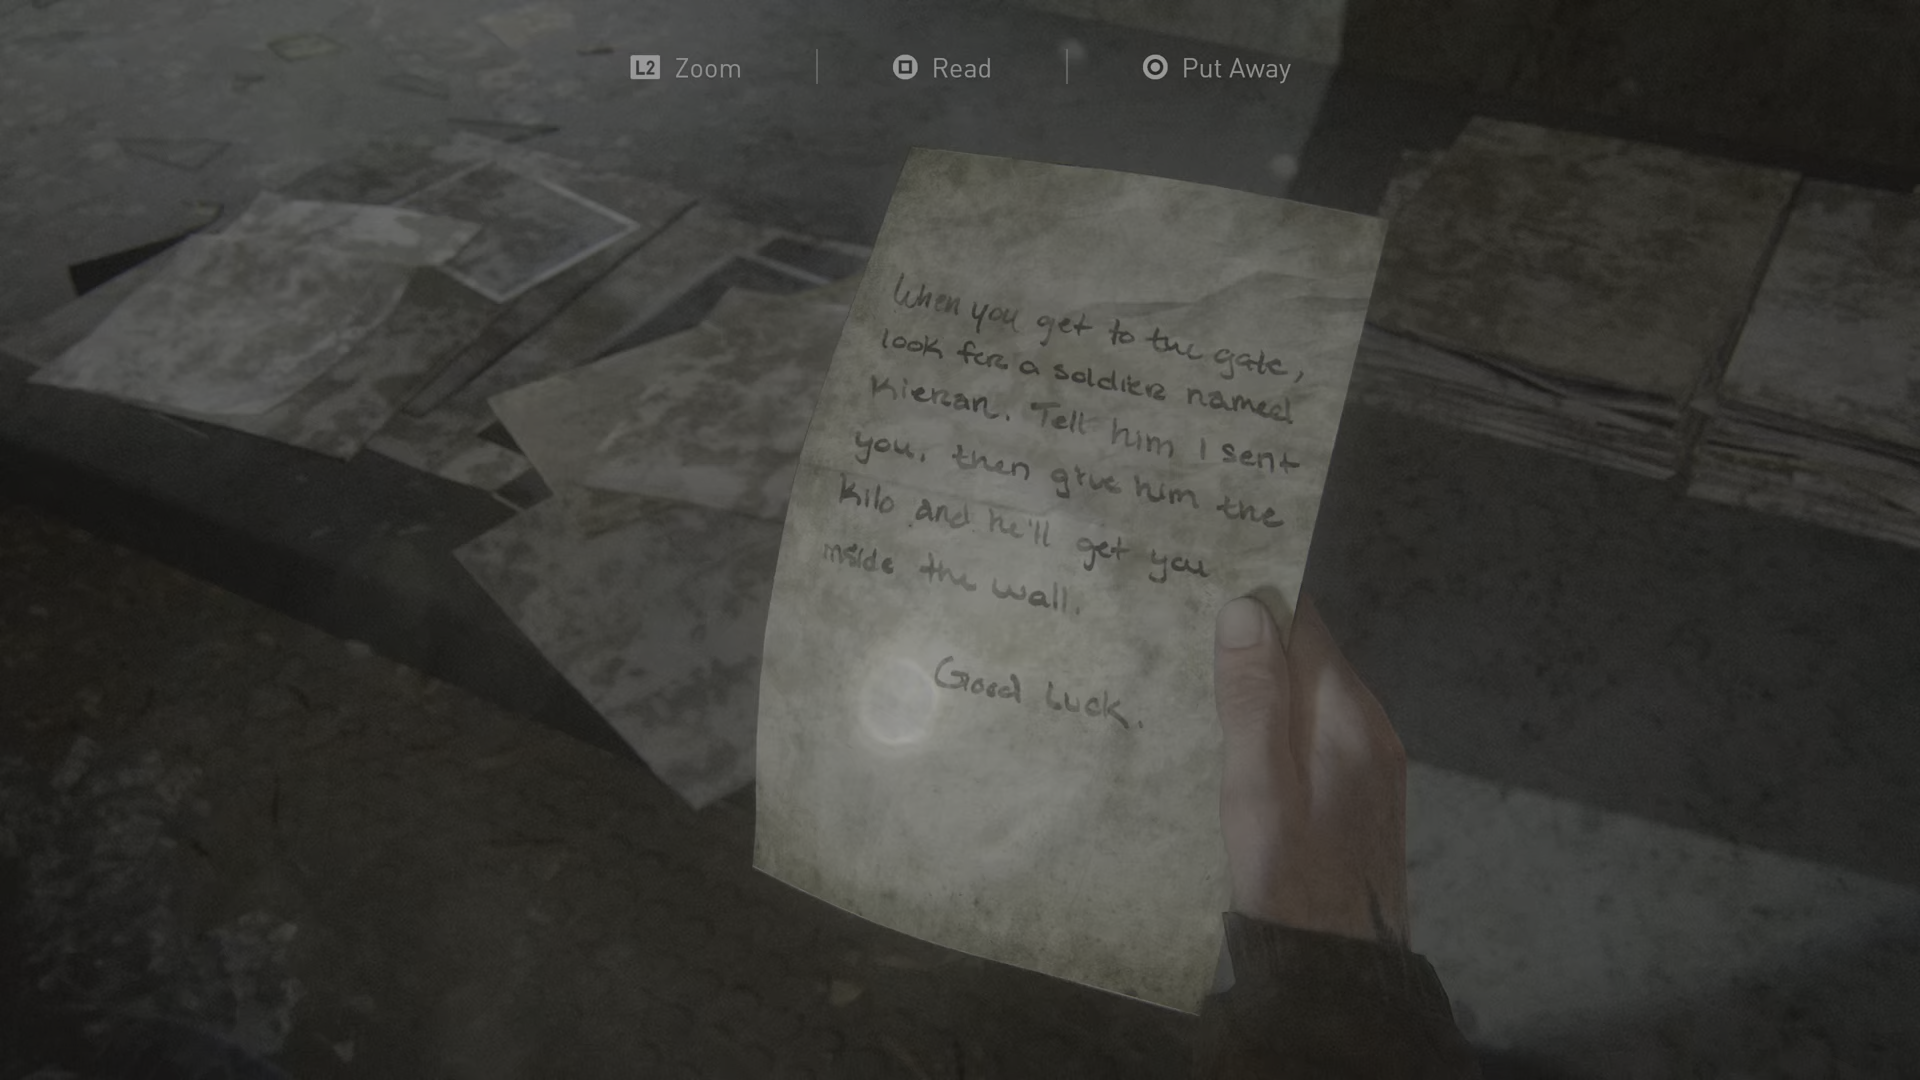 L2 Zoom
Read
Put Away
When you get to the gate,
look for a soldier named
Kieran. Tell him I sent
you, then give him the
kilo and he'll get you
inside the wall.
Good Luck.